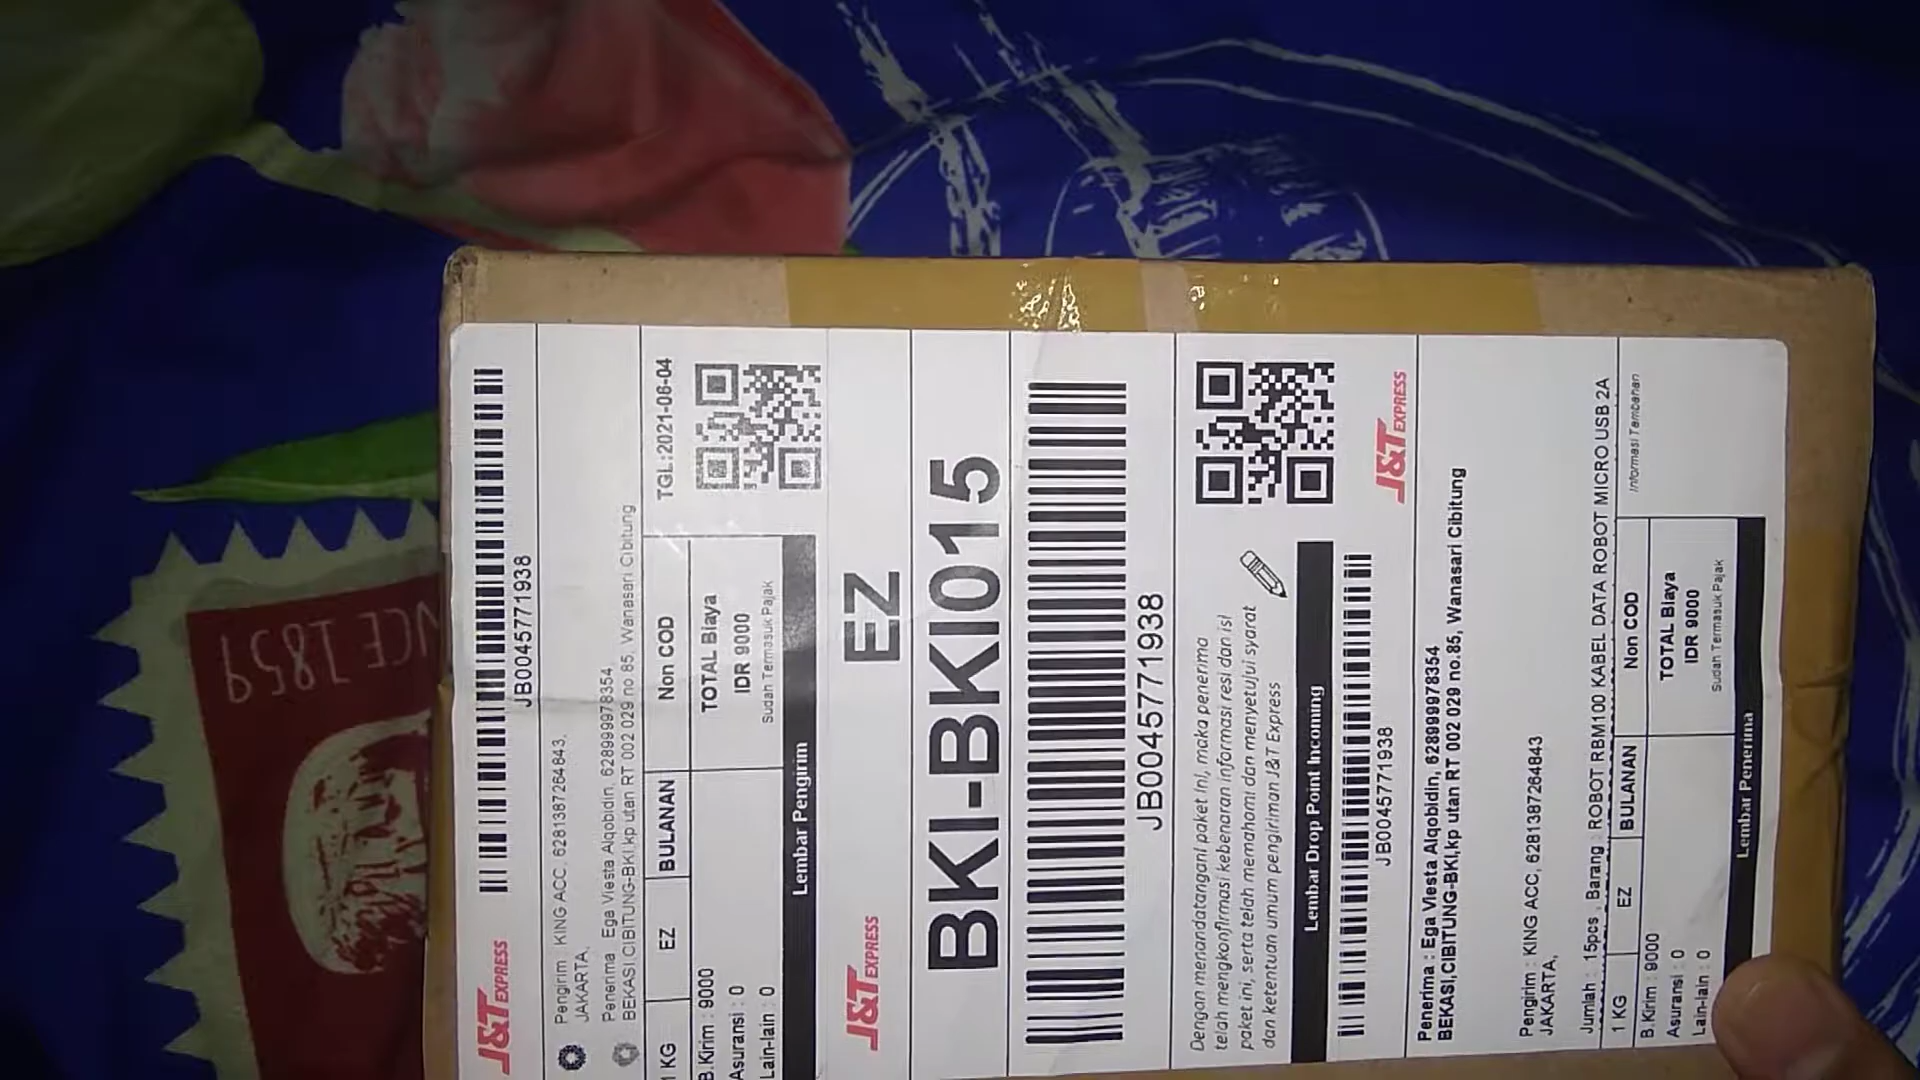 J&T EXPRESS
JB0045771938
Pengirim : KING ACC, 6281387264843,
JAKARTA,
Penerima : Ega Viesta Alqobidin, 628999978354
BEKASI,CIBITUNG-BKI,kp utan RT 002 029 no.85, Wanasari Cibitung
TGL:2021-06-04
1 KG
EZ
BULANAN
Non COD
B.Kirim : 9000
Asuransi : 0
Lain-lain : 0
TOTAL Biaya
IDR 9000
Sudah Termasuk Pajak
Lembar Pengirim
J&T EXPRESS
EZ
BKI-BKI015
JB0045771938
Dengan menandatangani paket ini, maka penerima
telah mengkonfirmasi kebenaran informasi resi dan isi
paket ini, serta telah memahami dan menyetujui syarat
dan ketentuan umum pengiriman J&T Express
Lembar Drop Point Incoming
JB0045771938
J&T EXPRESS
Penerima : Ega Viesta Alqobidin, 628999978354
BEKASI,CIBITUNG-BKI,kp utan RT 002 029 no.85, Wanasari Cibitung
Pengirim : KING ACC, 6281387264843
JAKARTA,
Jumlah : 15pcs , Barang : ROBOT RBM100 KABEL DATA ROBOT MICRO USB 2A
1 KG
EZ
BULANAN
Non COD
Informasi Tambahan
B.Kirim : 9000
Asuransi : 0
Lain-lain : 0
TOTAL Biaya
IDR 9000
Sudah Termasuk Pajak
Lembar Penerima
NCE 1859